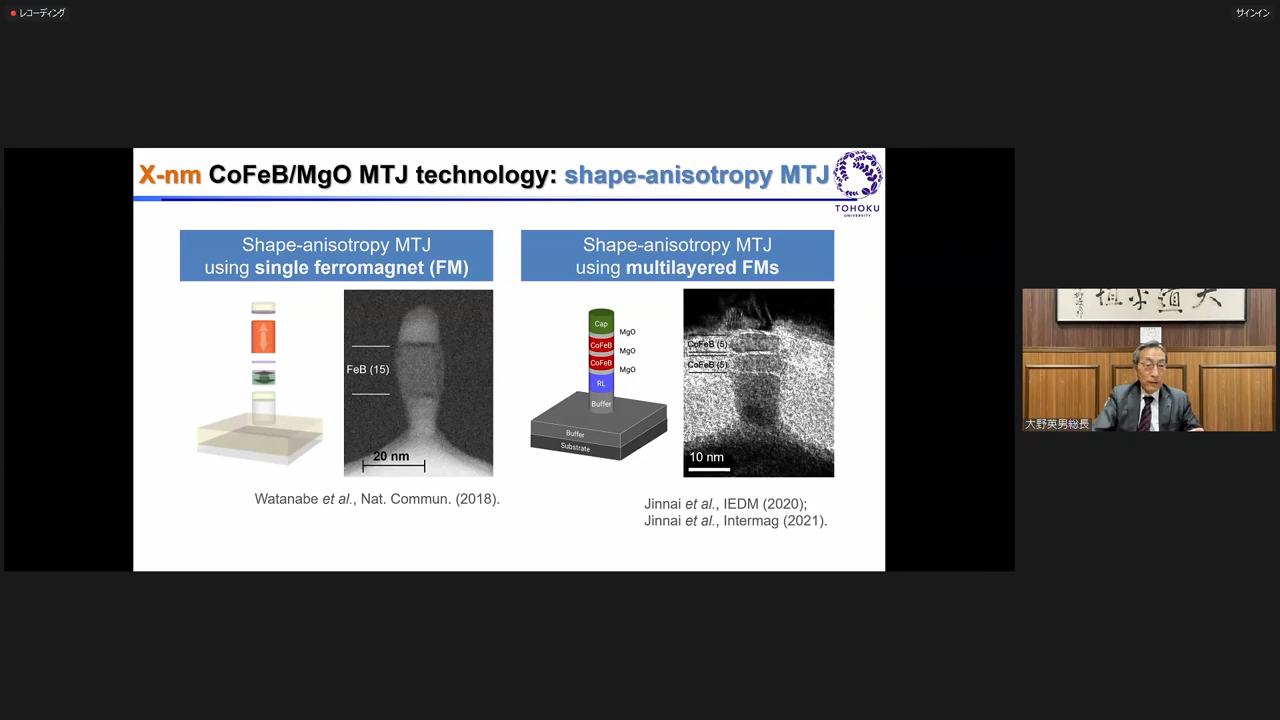 レコーディング
サインイン
X-nm CoFeB/MgO MTJ technology: shape-anisotropy MTJ
TOHOKU
UNIVERSITY
Shape-anisotropy MTJ
using single ferromagnet (FM)
Shape-anisotropy MTJ
using multilayered FMs
FeB (15)
20 nm
Cap
MgO
CoFeB
MgO
CoFeB
MgO
RL
Buffer
Buffer
Substrate
CoFeB (5)
CoFeB (5)
10 nm
Watanabe et al., Nat. Commun. (2018).
Jinnai et al., IEDM (2020);
Jinnai et al., Intermag (2021).
大野英男総長